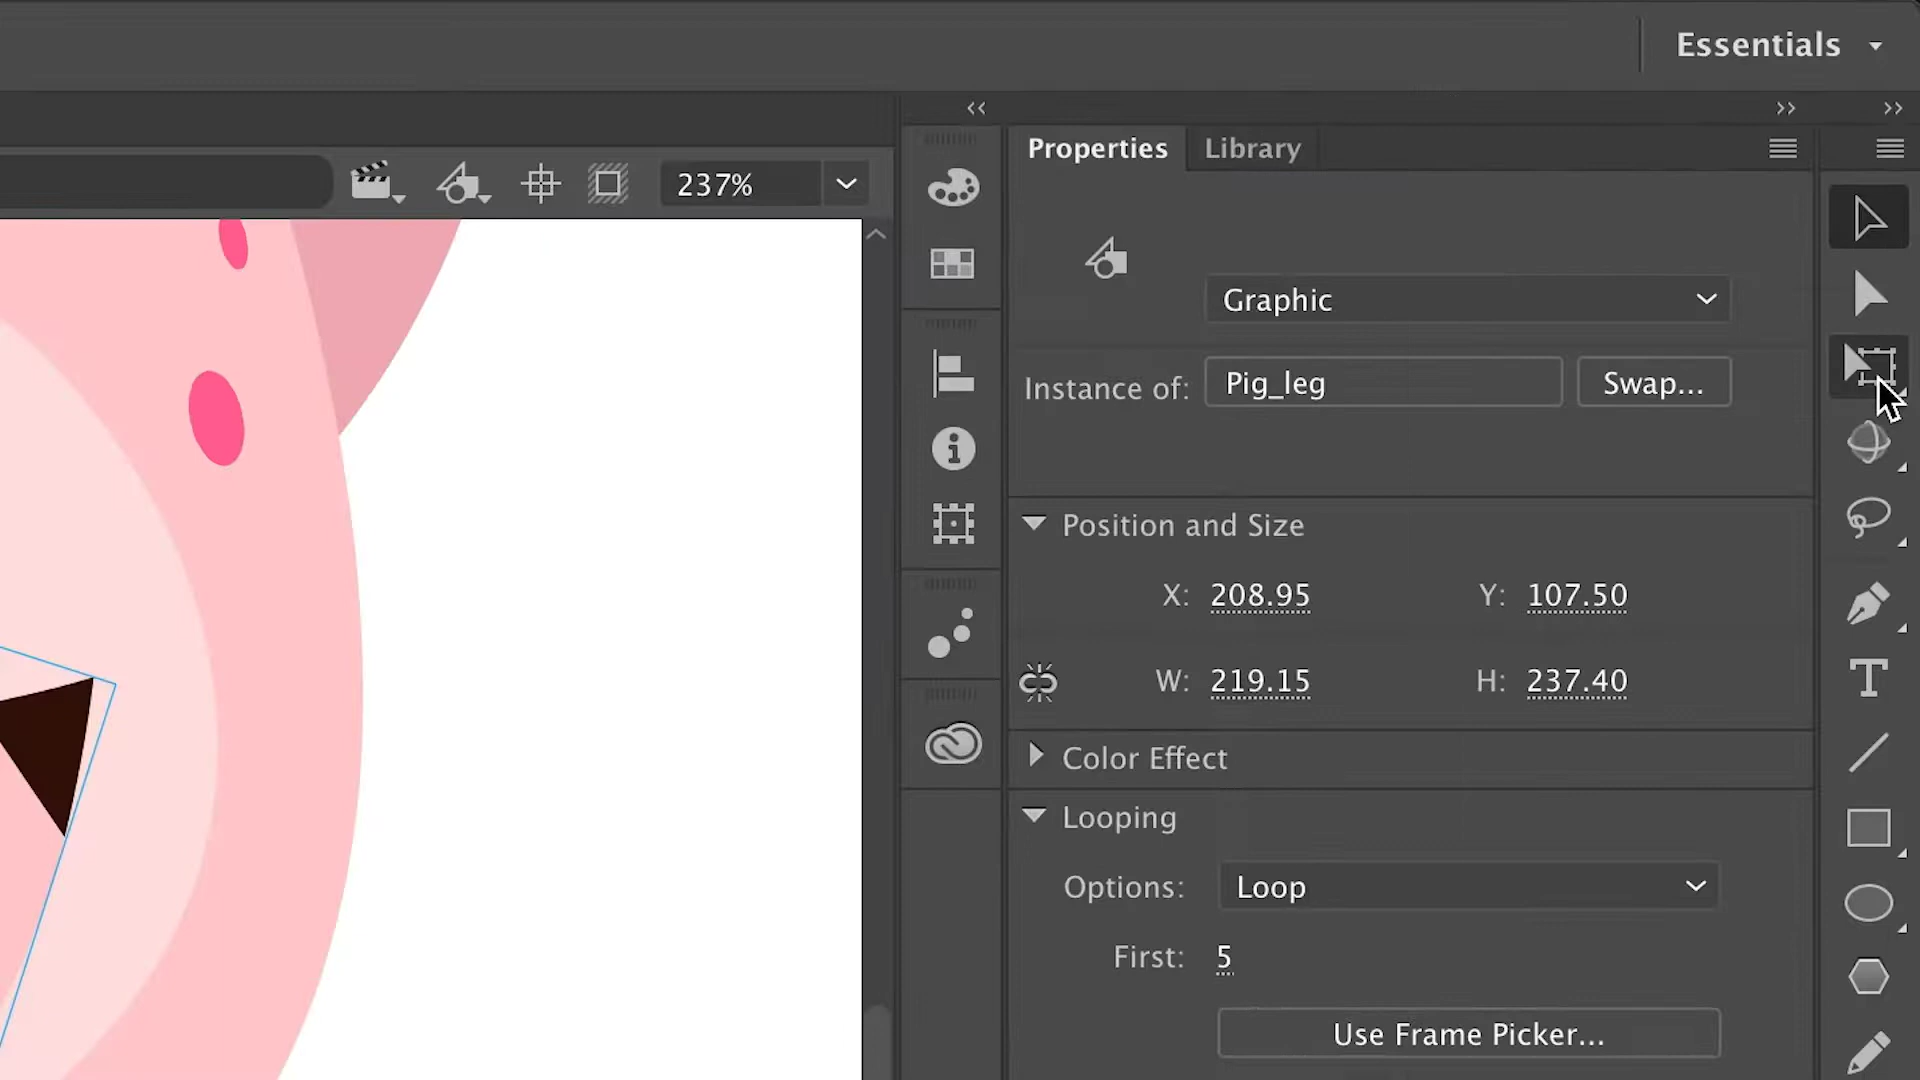 Essentials
Properties
Library
237%
Graphic
Instance of: Pig_leg Swap...
Position and Size
X: 208.95 Y: 107.50
W: 219.15 H: 237.40
Color Effect
Looping
Options: Loop
First: 5
Use Frame Picker...